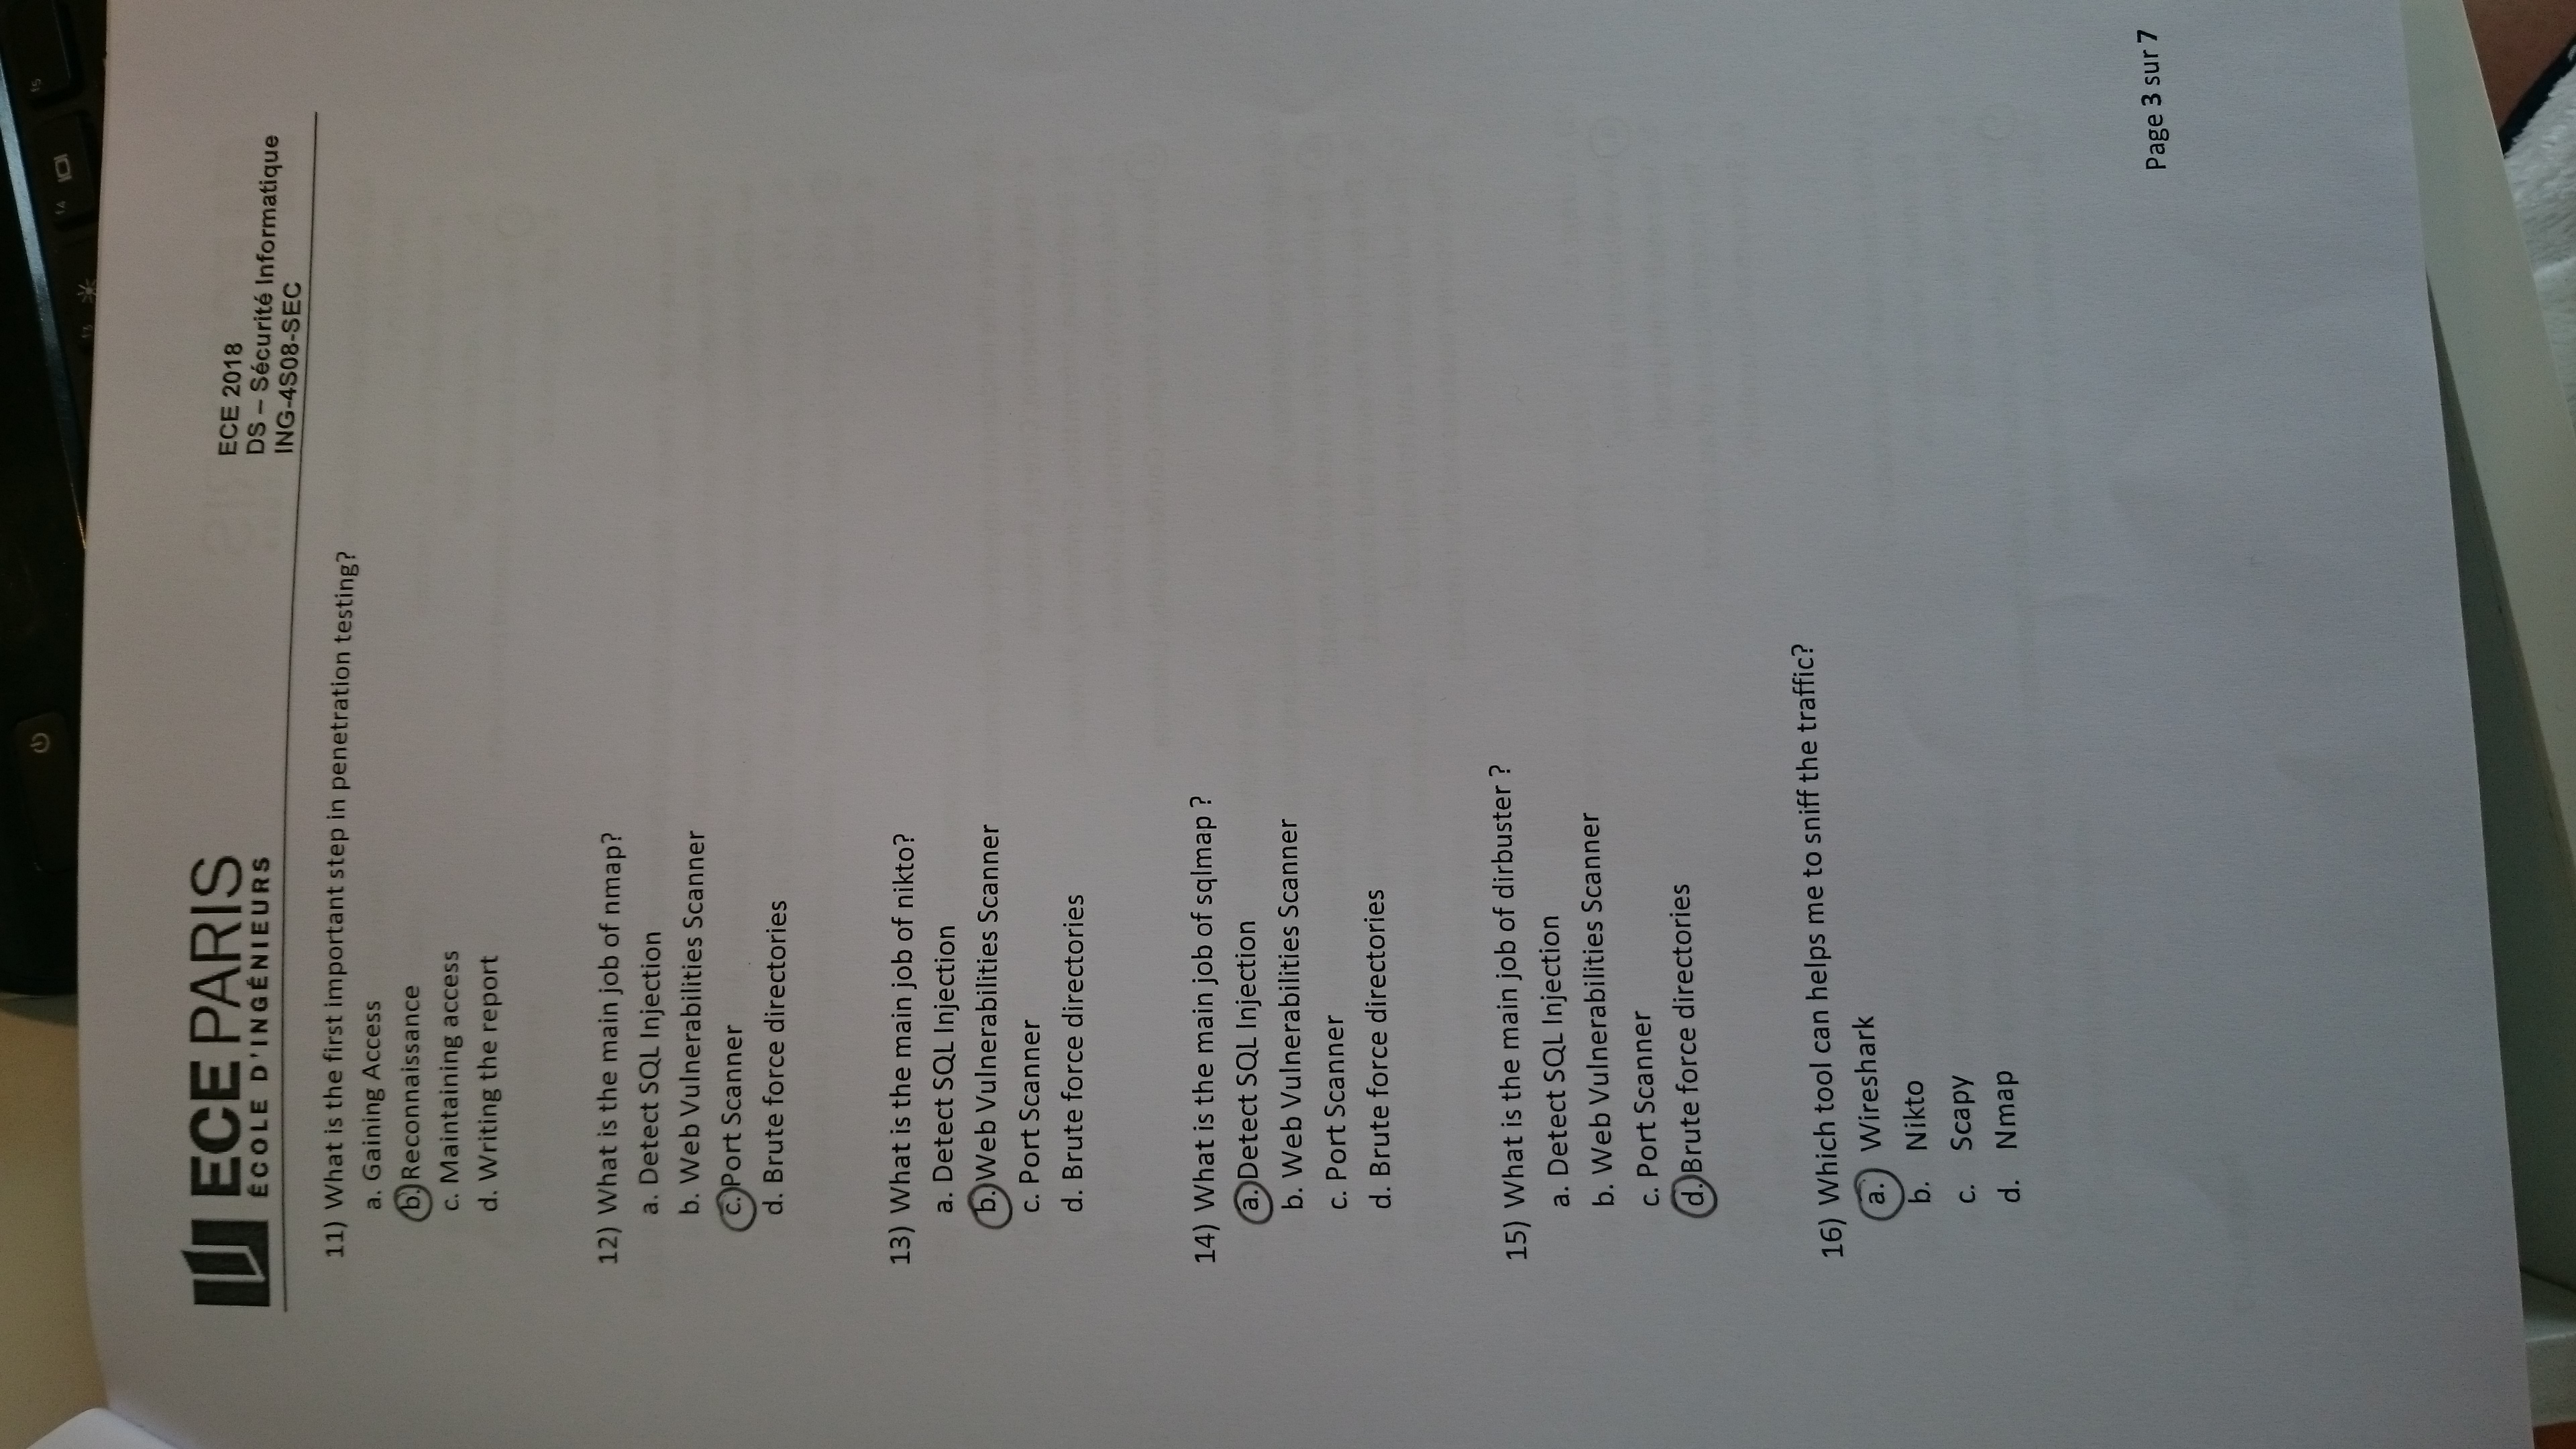 ECE PARIS
ÉCOLE D'INGÉNIEURS
ECE 2018
DS – Sécurité Informatique
ING-4S08-SEC
11) What is the first important step in penetration testing?
a. Gaining Access
b. Reconnaissance
c. Maintaining access
d. Writing the report
12) What is the main job of nmap?
a. Detect SQL Injection
b. Web Vulnerabilities Scanner
c. Port Scanner
d. Brute force directories
13) What is the main job of nikto?
a. Detect SQL Injection
b. Web Vulnerabilities Scanner
c. Port Scanner
d. Brute force directories
14) What is the main job of sqlmap ?
a. Detect SQL Injection
b. Web Vulnerabilities Scanner
c. Port Scanner
d. Brute force directories
15) What is the main job of dirbuster ?
a. Detect SQL Injection
b. Web Vulnerabilities Scanner
c. Port Scanner
d. Brute force directories
16) Which tool can helps me to sniff the traffic?
a. Wireshark
b. Nikto
c. Scapy
d. Nmap
Page 3 sur 7
f3
f4
f5